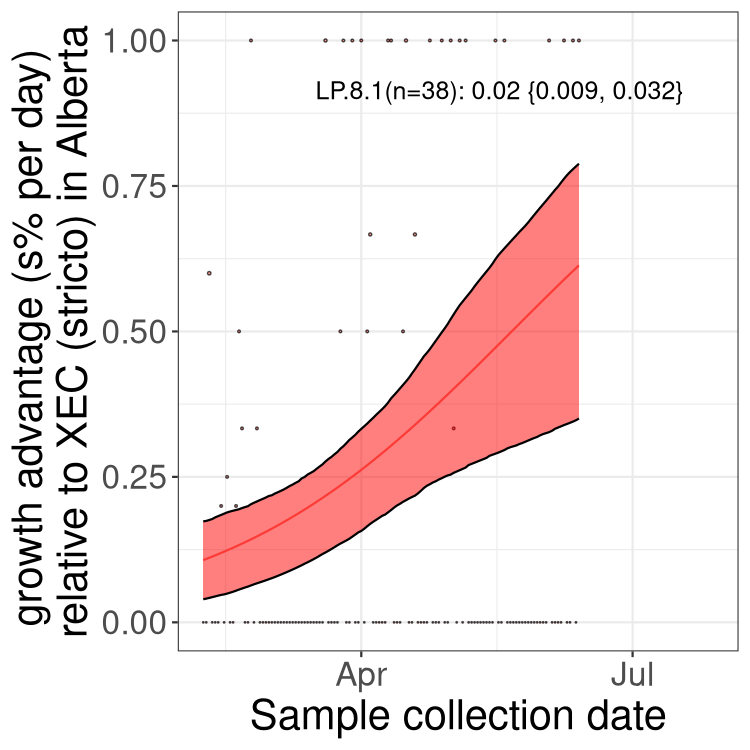 growth advantage (s% per day)
relative to XEC (stricto) in Alberta
1.00
LP.8.1(n=38): 0.02 {0.009, 0.032}
0.75
0.50
0.25
0.00
Apr Jul
Sample collection date